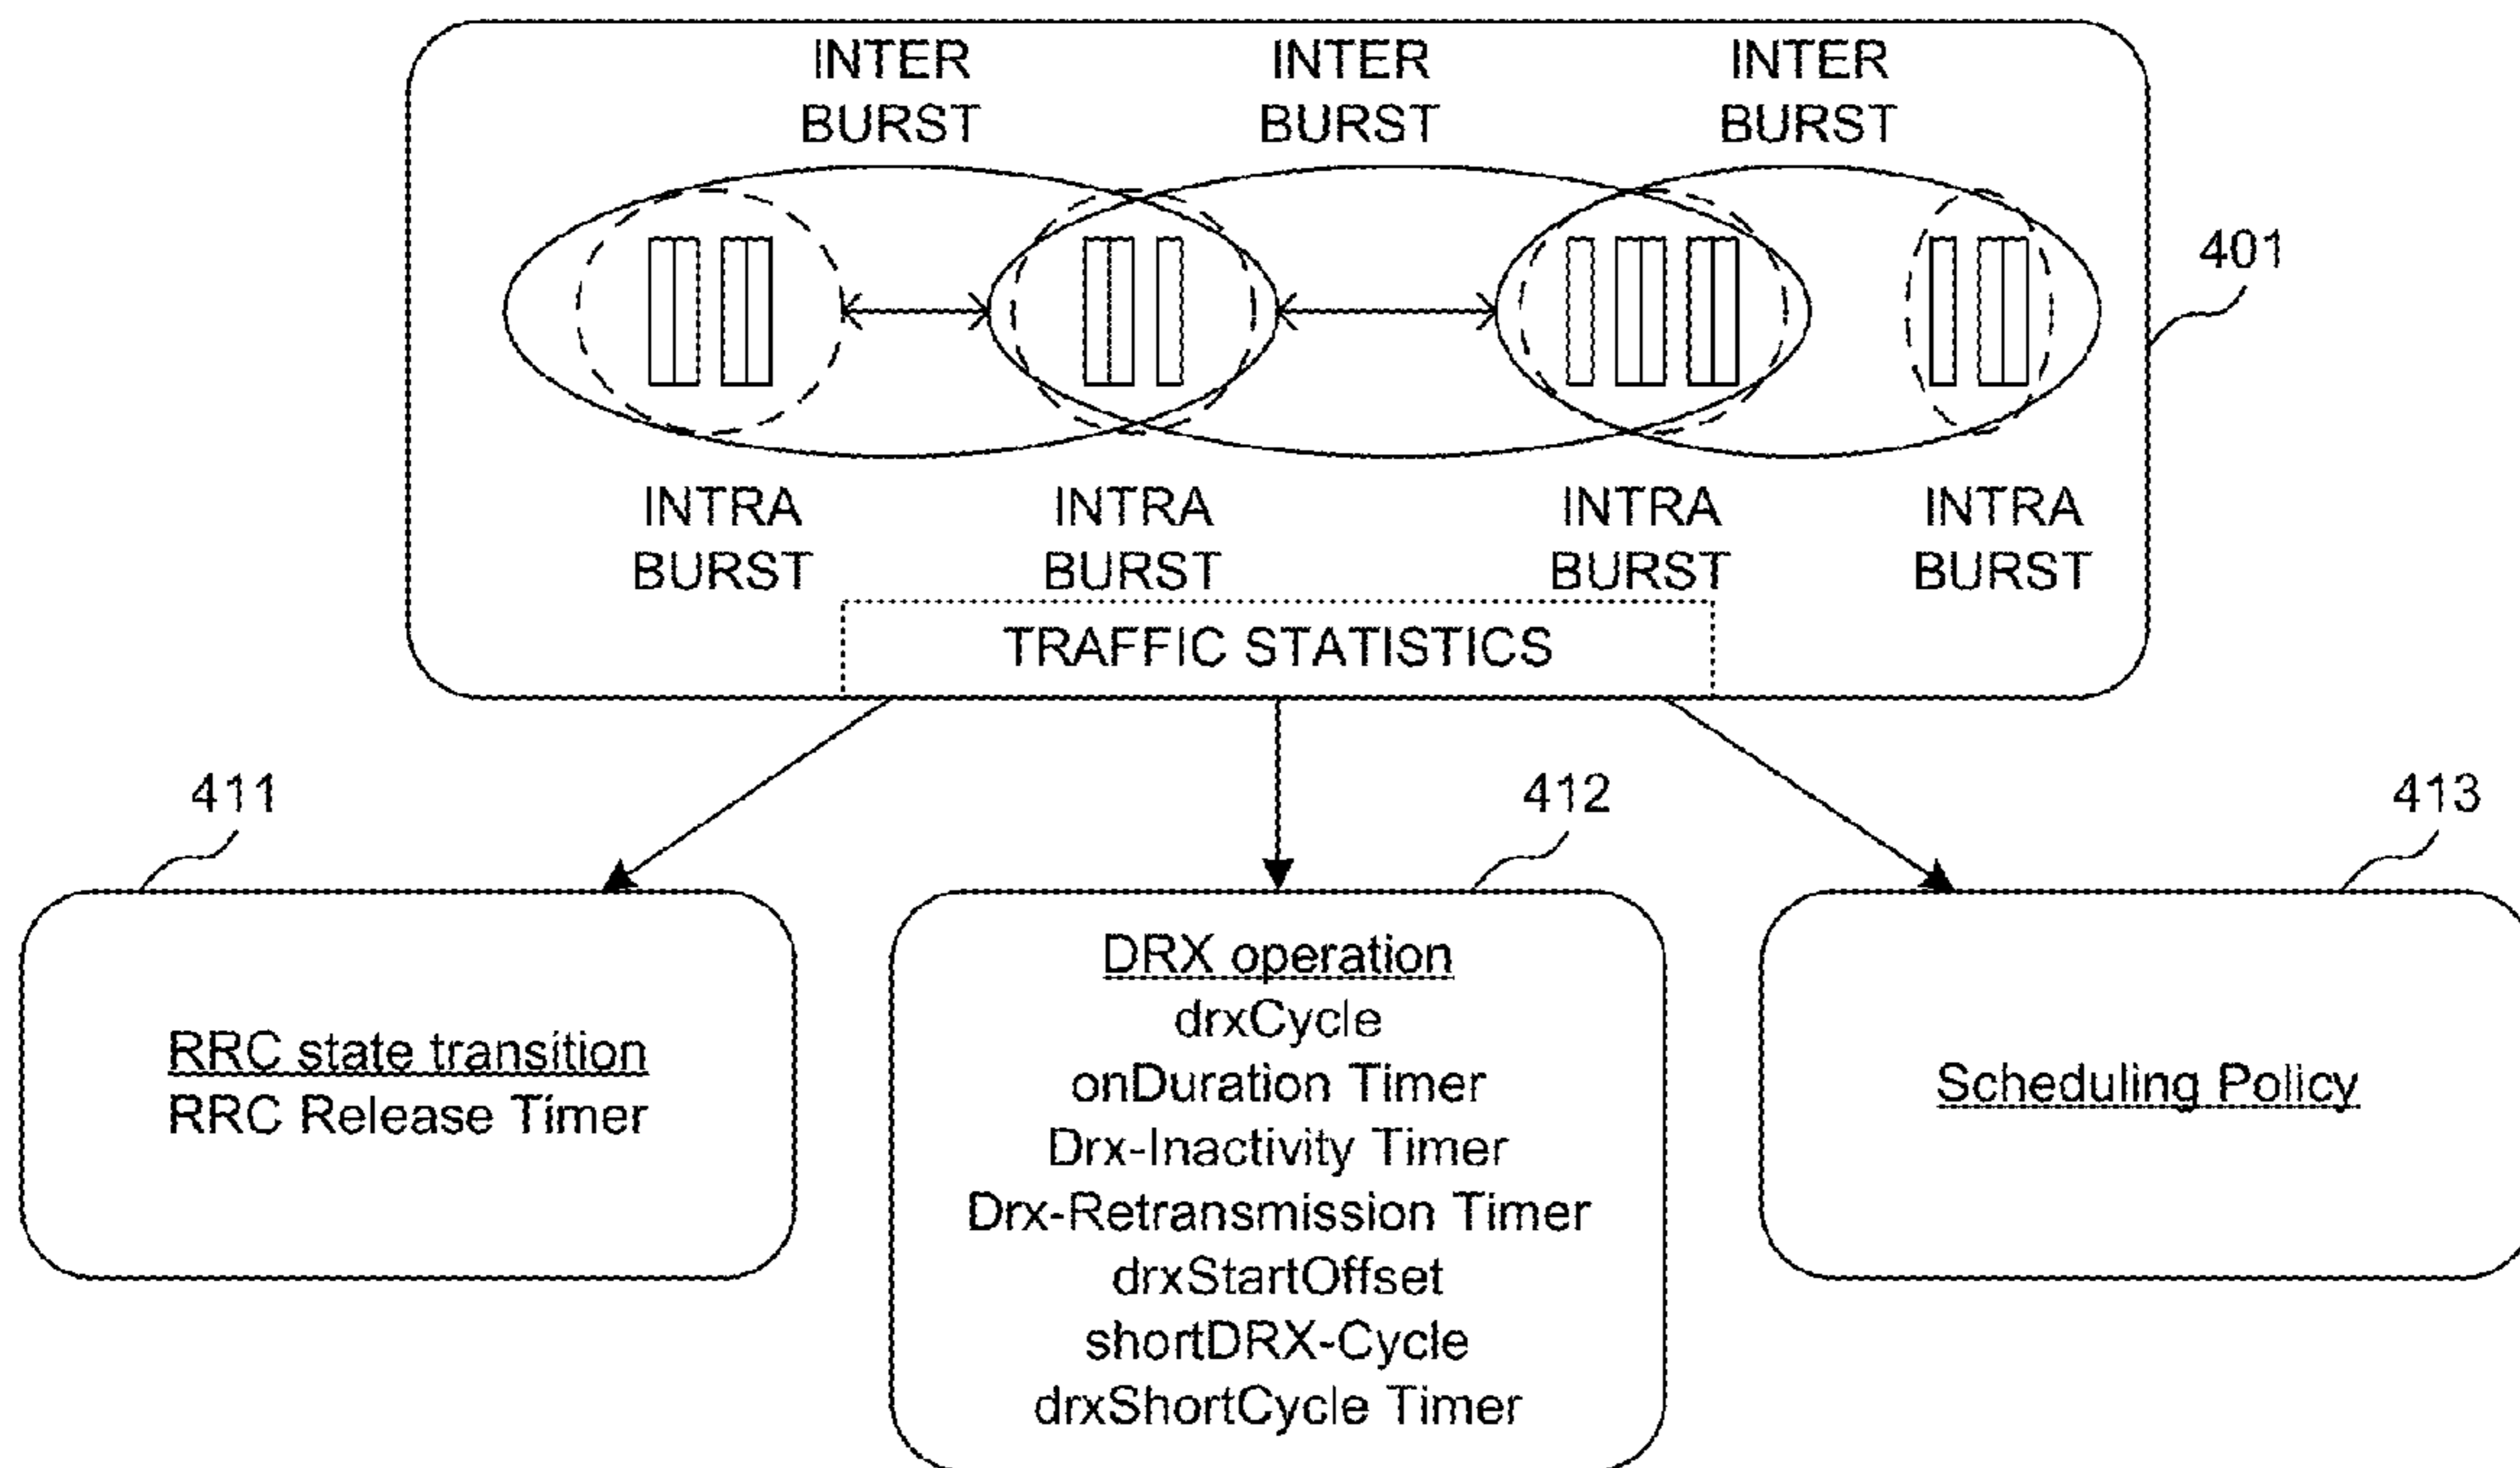 INTER BURST
INTER BURST
INTER BURST
401
INTRA BURST
INTRA BURST
INTRA BURST
INTRA BURST
TRAFFIC STATISTICS
411
412
413
RRC state transition
RRC Release Timer
DRX operation
drxCycle
onDuration Timer
Drx-Inactivity Timer
Drx-Retransmission Timer
drxStartOffset
shortDRX-Cycle
drxShortCycle Timer
Scheduling Policy